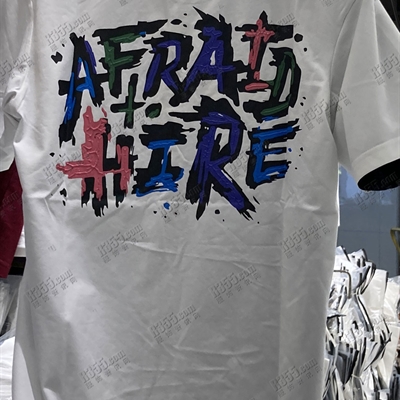 AFRAID
+.
HIRE